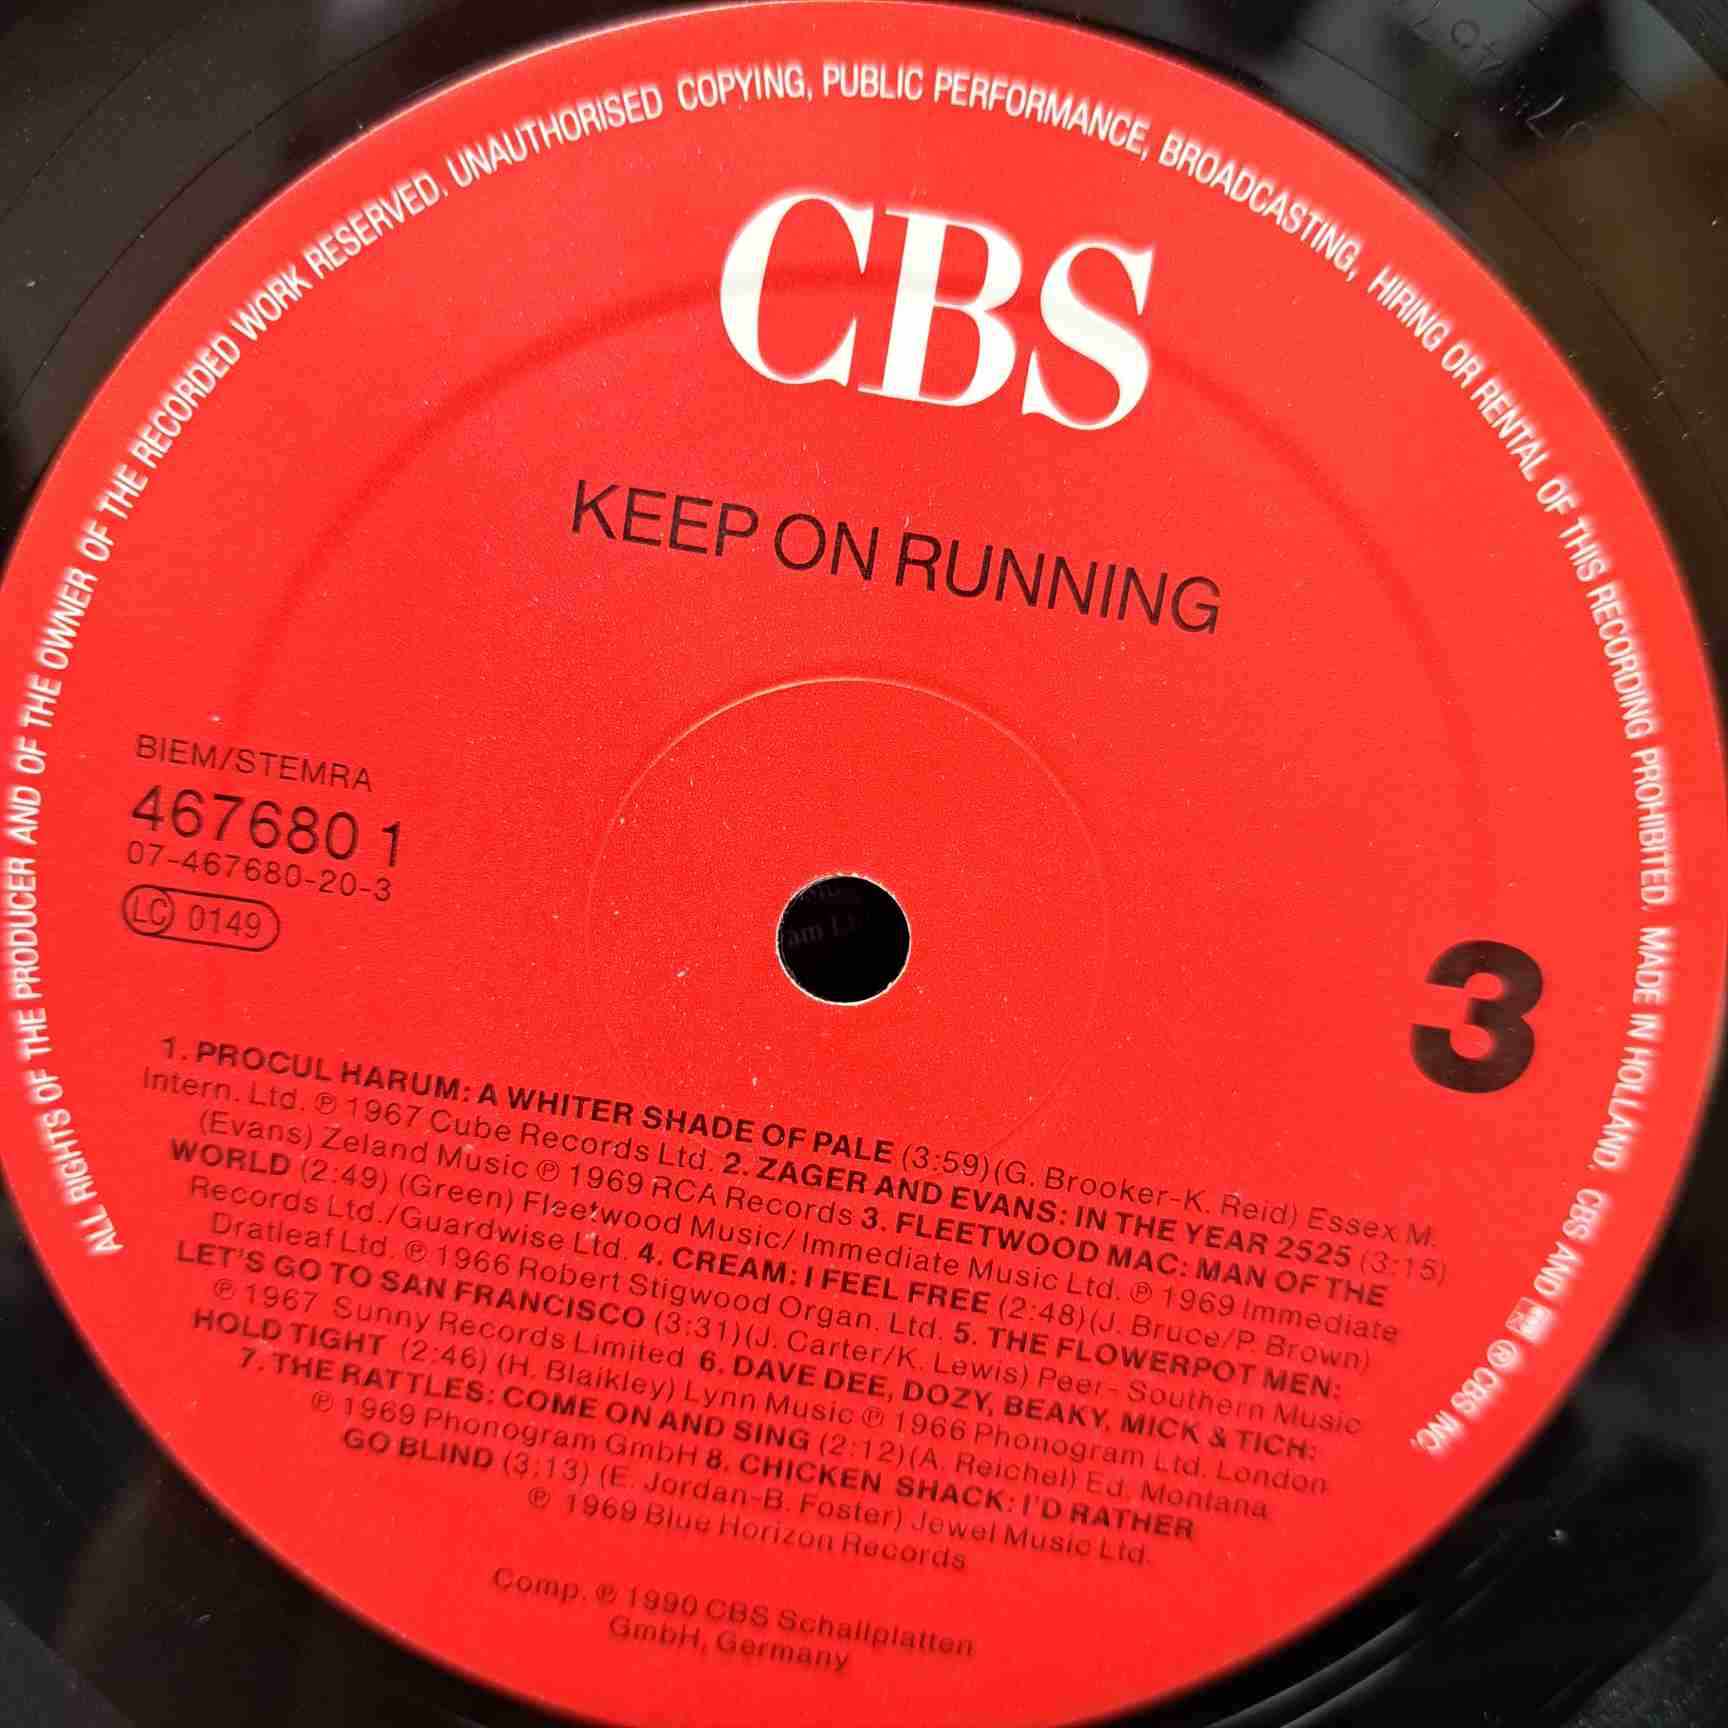 ALL RIGHTS OF THE PRODUCER AND OF THE OWNER OF THE RECORDED WORK RESERVED. UNAUTHORISED COPYING, PUBLIC PERFORMANCE, BROADCASTING, HIRING OR RENTAL OF THIS RECORDING PROHIBITED. MADE IN HOLLAND. CBS AND ® CBS INC.
CBS
KEEP ON RUNNING
BIEM/STEMRA
467680 1
07-467680-20-3
LC 0149
3
1. PROCUL HARUM: A WHITER SHADE OF PALE (3:59) (G. Brooker-K. Reid) Essex M.
Intern. Ltd. ℗ 1967 Cube Records Ltd. 2. ZAGER AND EVANS: IN THE YEAR 2525 (3:15)
(Evans) Zeland Music ℗ 1969 RCA Records 3. FLEETWOOD MAC: MAN OF THE
WORLD (2:49) (Green) Fleetwood Music/ Immediate Music Ltd. ℗ 1969 Immediate
Records Ltd./Guardwise Ltd. 4. CREAM: I FEEL FREE (2:48) (J. Bruce/P. Brown)
Dratleaf Ltd. ℗ 1966 Robert Stigwood Organ. Ltd. 5. THE FLOWERPOT MEN:
LET'S GO TO SAN FRANCISCO (3:31) (J. Carter/K. Lewis) Peer- Southern Music
℗ 1967 Sunny Records Limited 6. DAVE DEE, DOZY, BEAKY, MICK & TICH:
HOLD TIGHT (2:46) (H. Blaikley) Lynn Music ℗ 1966 Phonogram Ltd. London
7. THE RATTLES: COME ON AND SING (2:12) (A. Reichel) Ed. Montana
℗ 1969 Phonogram GmbH 8. CHICKEN SHACK: I'D RATHER
GO BLIND (3:13) (E. Jordan-B. Foster) Jewel Music Ltd.
℗ 1969 Blue Horizon Records
Comp. ℗ 1990 CBS Schallplatten
GmbH, Germany